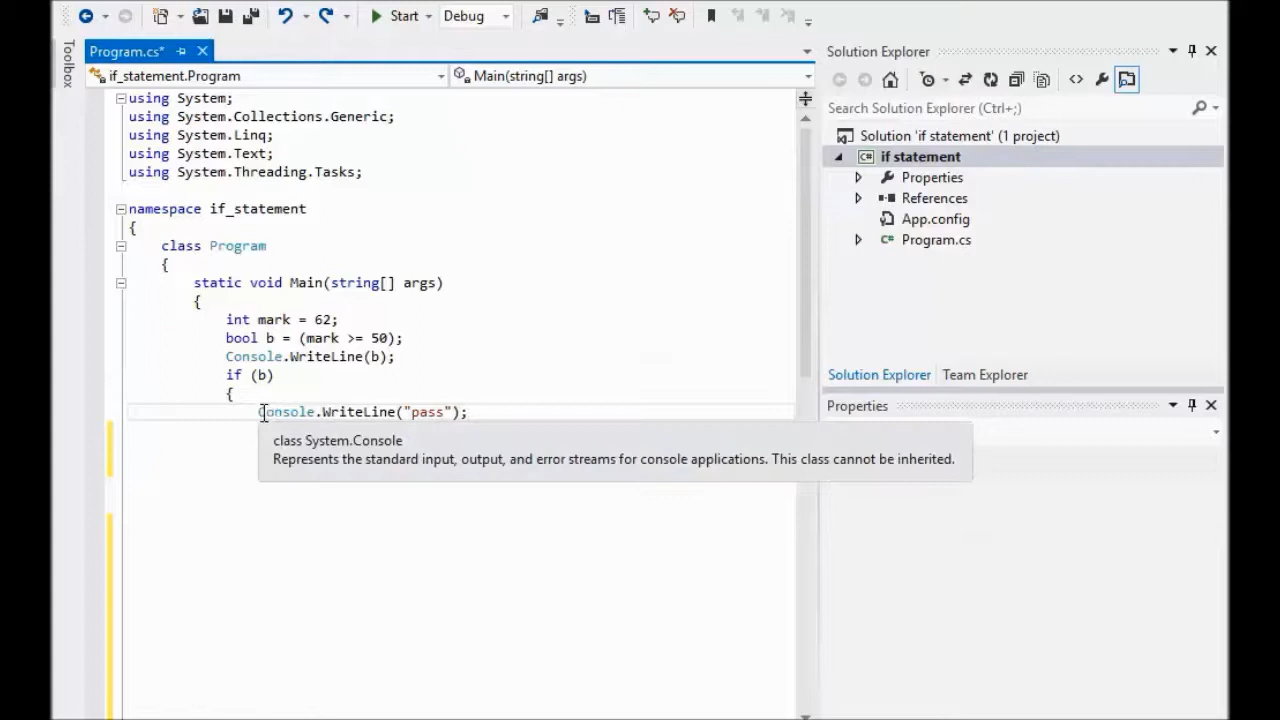 Start
Debug
Toolbox
Program.cs*
if_statement.Program
Main(string[] args)
using System;
using System.Collections.Generic;
using System.Linq;
using System.Text;
using System.Threading.Tasks;
namespace if_statement
{
class Program
{
static void Main(string[] args)
{
int mark = 62;
bool b = (mark >= 50);
Console.WriteLine(b);
if (b)
{
Console.WriteLine("pass");
class System.Console
Represents the standard input, output, and error streams for console applications. This class cannot be inherited.
Solution Explorer
Search Solution Explorer (Ctrl+;)
Solution 'if statement' (1 project)
C# if statement
Properties
References
App.config
C# Program.cs
Solution Explorer Team Explorer
Properties